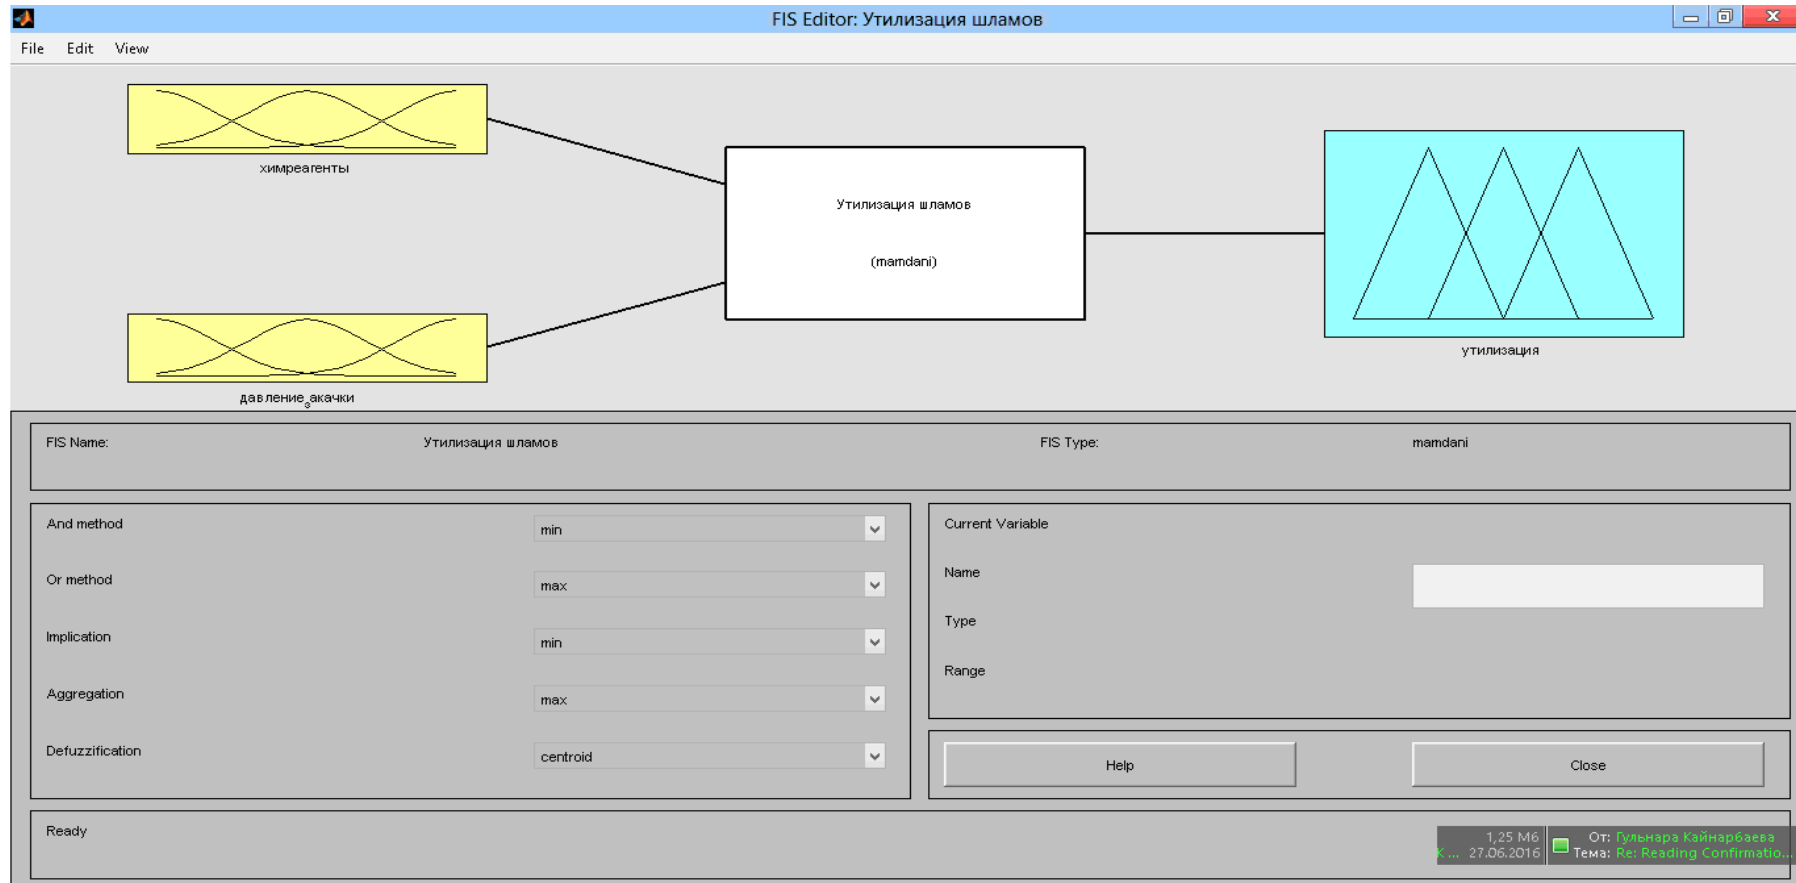 FIS Editor: Утилизация шламов
File Edit View
химреагенты
Утилизация шламов
(mamdani)
утилизация
давление закачки
FIS Name: Утилизация шламов FIS Type: mamdani
And method min
Or method max
Implication min
Aggregation max
Defuzzification centroid
Current Variable
Name
Type
Range
Help Close
Ready
1,25 Мб От: Гульнара Кайнарбаева
К ... 27.06.2016 Тема: Re: Reading Confirmatio...